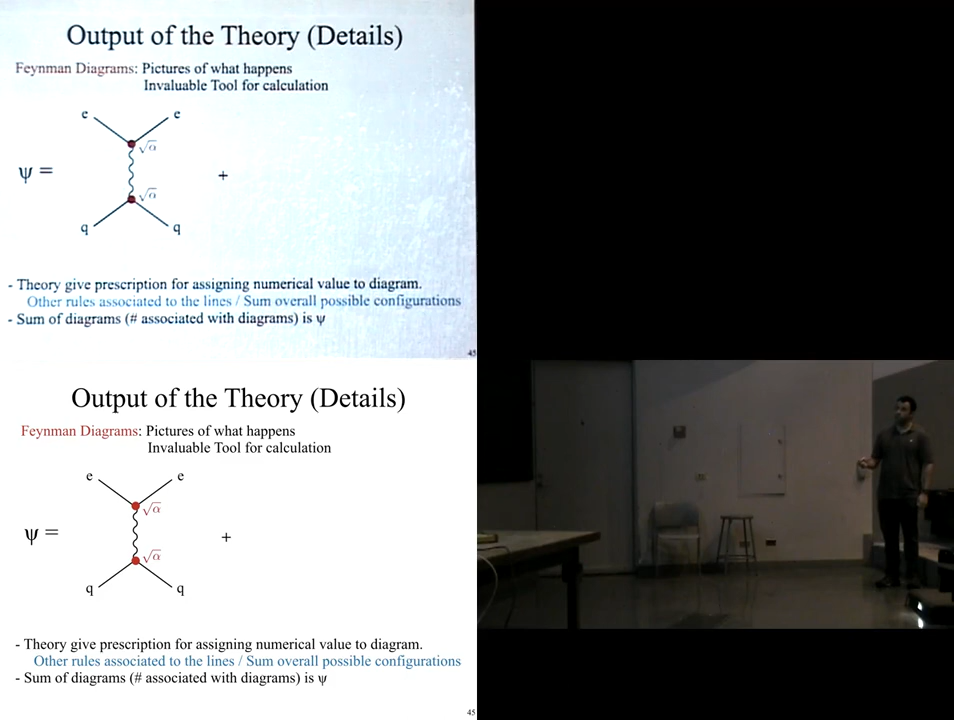 Output of the Theory (Details)
Feynman Diagrams: Pictures of what happens
Invaluable Tool for calculation
e e
√α
ψ = +
√α
q q
- Theory give prescription for assigning numerical value to diagram.
Other rules associated to the lines / Sum overall possible configurations
- Sum of diagrams (# associated with diagrams) is ψ
45
Output of the Theory (Details)
Feynman Diagrams: Pictures of what happens
Invaluable Tool for calculation
e e
√α
ψ = +
√α
q q
- Theory give prescription for assigning numerical value to diagram.
Other rules associated to the lines / Sum overall possible configurations
- Sum of diagrams (# associated with diagrams) is ψ
45